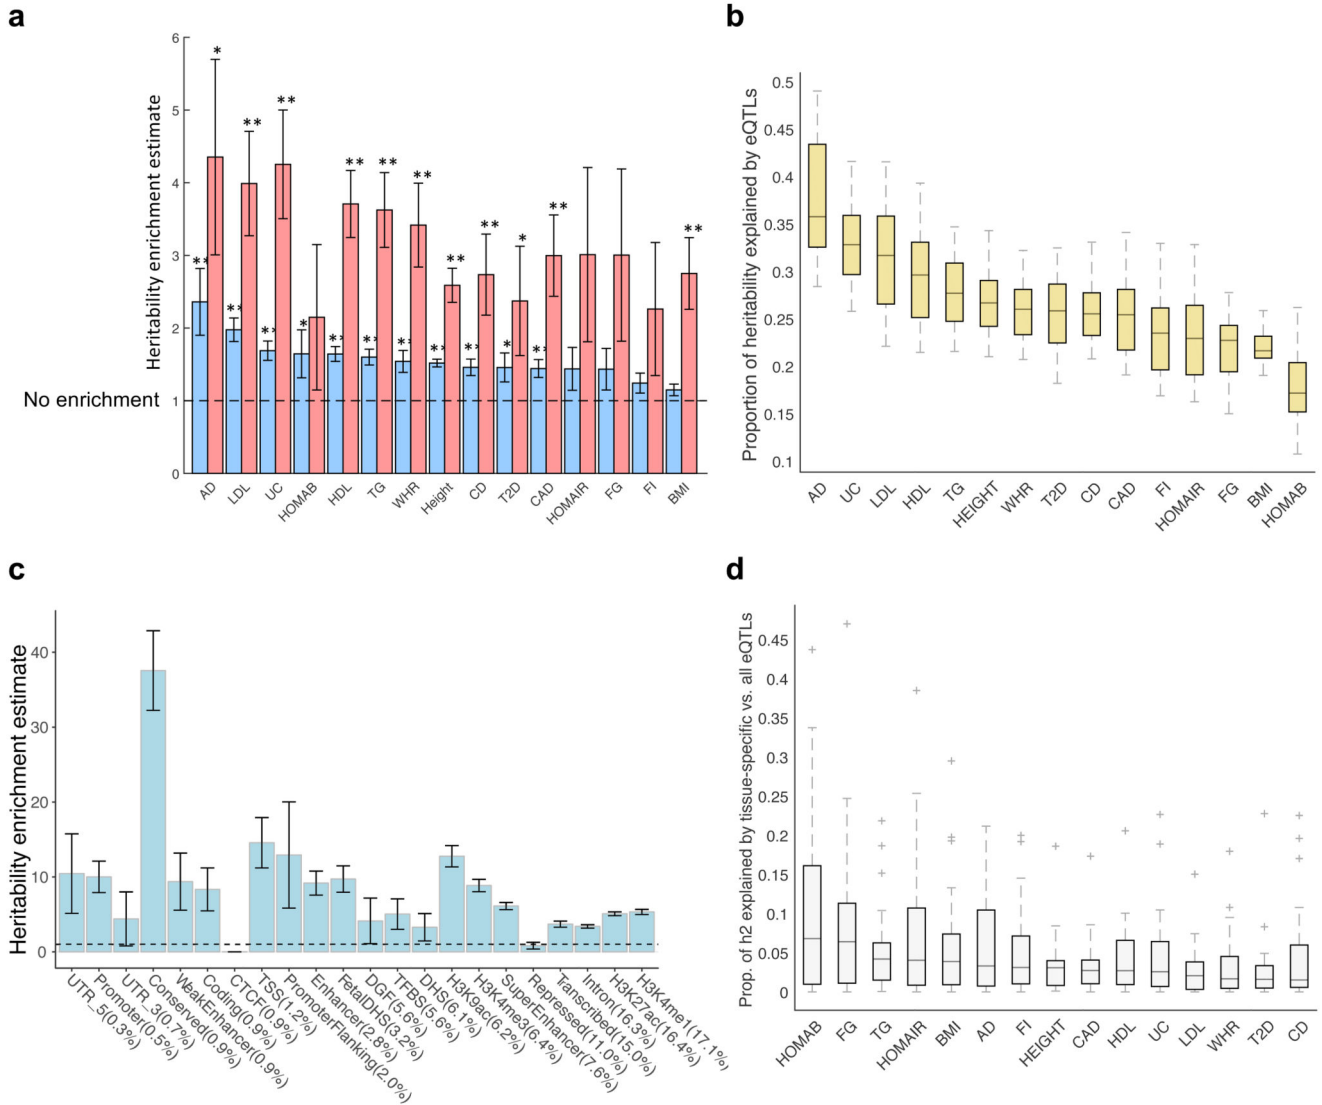 a
Heritability enrichment estimate
6
5
4
3
2
1
0
No enrichment
*
**
**
**
**
**
**
**
*
**
**
**
**
**
*
**
**
**
**
**
*
**
AD
LDL
UC
HOMAB
HDL
TG
WHR
Height
CD
T2D
CAD
HOMAIR
FG
FI
BMI
b
Proportion of heritability explained by eQTLs
0.5
0.45
0.4
0.35
0.3
0.25
0.2
0.15
0.1
AD
UC
LDL
HDL
TG
HEIGHT
WHR
T2D
CD
CAD
FI
HOMAIR
FG
BMI
HOMAB
c
Heritability enrichment estimate
40
30
20
10
0
UTR_5(0.3%)
Promoter(0.5%)
UTR_3(0.7%)
Conserved(0.9%)
WeakEnhancer(0.9%)
Coding(0.9%)
CTCF(0.9%)
TSS(1.2%)
PromoterFlanking(2.0%)
Enhancer(2.8%)
FetalDHS(3.2%)
DGF(5.6%)
TFBS(5.6%)
DHS(6.1%)
H3K9ac(6.2%)
H3K4me3(6.4%)
SuperEnhancer(7.6%)
Repressed(11.0%)
Transcribed(15.0%)
Intron(16.3%)
H3K27ac(16.4%)
H3K4me1(17.1%)
d
Prop. of h2 explained by tissue-specific vs. all eQTLs
0.45
0.4
0.35
0.3
0.25
0.2
0.15
0.1
0.05
0
HOMAB
FG
TG
HOMAIR
BMI
AD
FI
HEIGHT
CAD
HDL
UC
LDL
WHR
T2D
CD